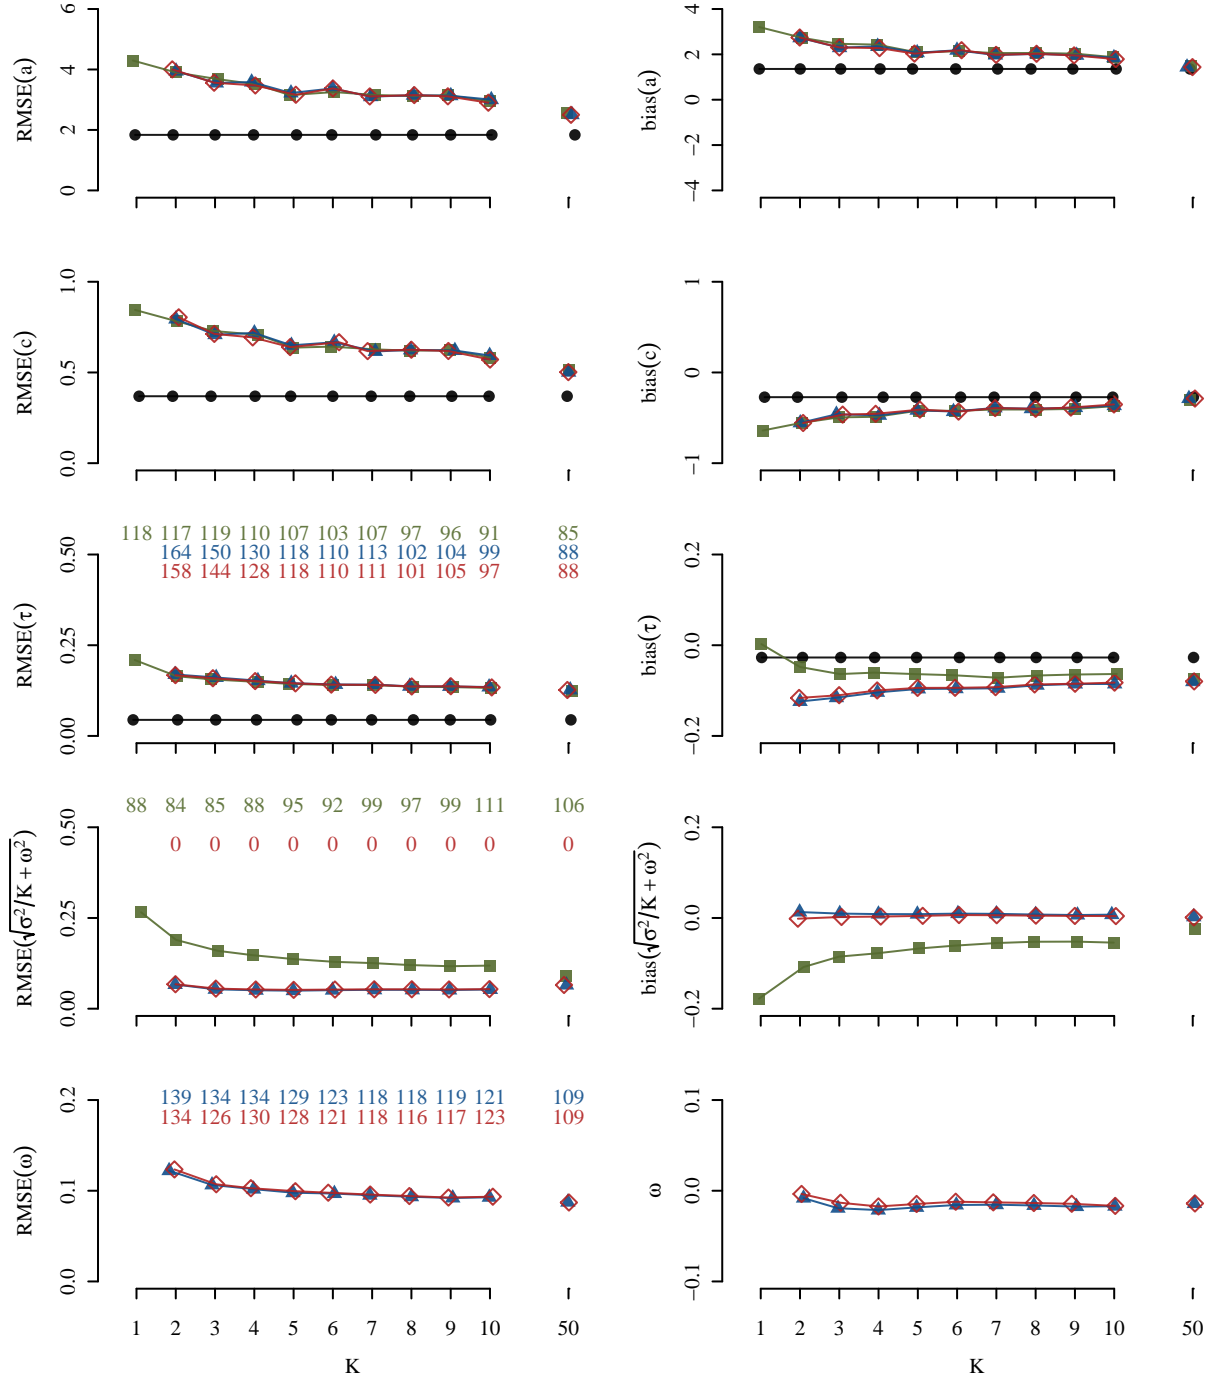 RMSE(a)
0 2 4 6
bias(a)
−4 −2 0 2 4
RMSE(c)
0.0 0.5 1.0
bias(c)
−1 0 1
RMSE(τ)
0.00 0.25 0.50
118 117 119 110 107 103 107 97 96 91 85
164 150 130 118 110 113 102 104 99 88
158 144 128 118 110 111 101 105 97 88
bias(τ)
−0.2 0.0 0.2
RMSE(√σ²/K + ω²)
0.00 0.25 0.50
88 84 85 88 95 92 99 97 99 111 106
0 0 0 0 0 0 0 0 0 0
bias(√σ²/K + ω²)
−0.2 0.0 0.2
RMSE(ω)
0.0 0.1 0.2
139 134 134 129 123 118 118 119 121 109
134 126 130 128 121 118 116 117 123 109
1 2 3 4 5 6 7 8 9 10 50
K
ω
−0.1 0.0 0.1
1 2 3 4 5 6 7 8 9 10 50
K